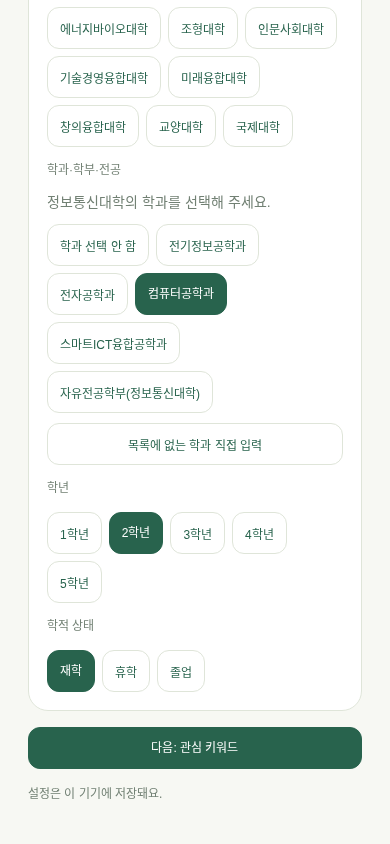 에너지바이오대학 조형대학 인문사회대학
기술경영융합대학 미래융합대학
창의융합대학 교양대학 국제대학
학과·학부·전공
정보통신대학의 학과를 선택해 주세요.
학과 선택 안 함 전기정보공학과
전자공학과 컴퓨터공학과
스마트ICT융합공학과
자유전공학부(정보통신대학)
목록에 없는 학과 직접 입력
학년
1학년 2학년 3학년 4학년
5학년
학적 상태
재학 휴학 졸업
다음: 관심 키워드
설정은 이 기기에 저장돼요.